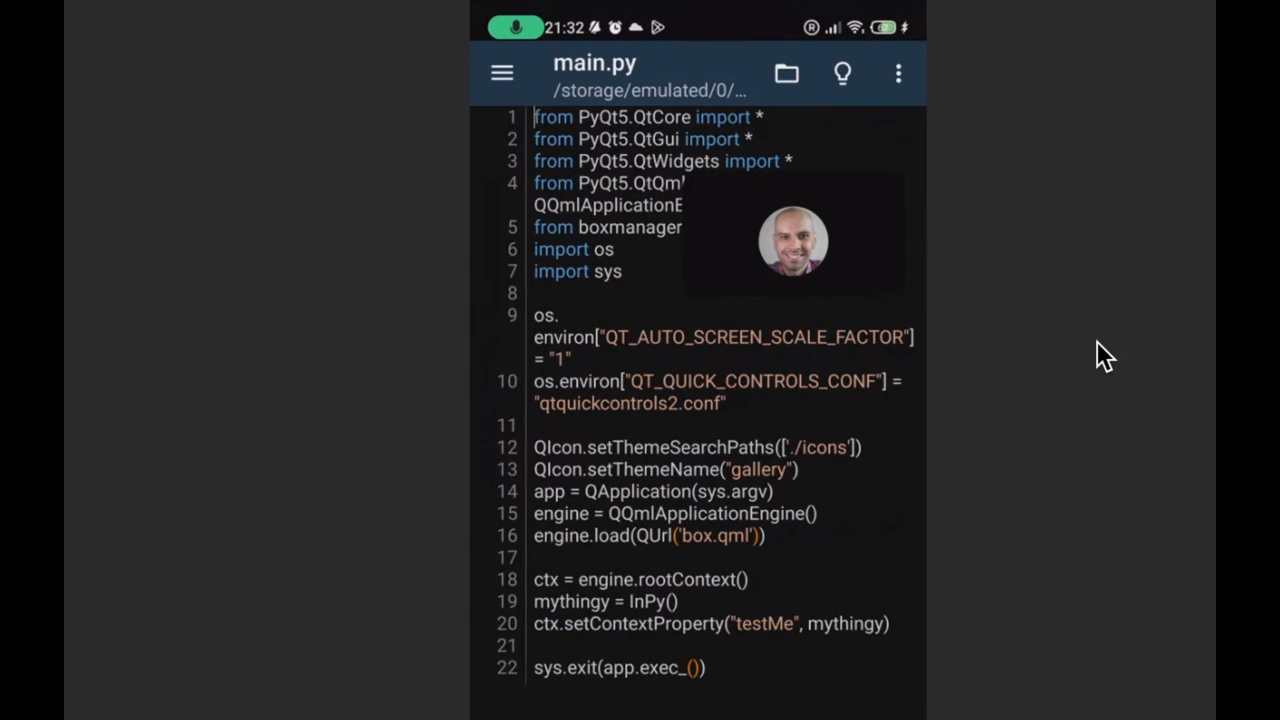 21:32
62
main.py
/storage/emulated/0/...
1 from PyQt5.QtCore import *
2 from PyQt5.QtGui import *
3 from PyQt5.QtWidgets import *
4 from PyQt5.QtQml
QQmlApplicationE
5 from boxmanager
6 import os
7 import sys
8
9 os.
environ["QT_AUTO_SCREEN_SCALE_FACTOR"]
= "1"
10 os.environ["QT_QUICK_CONTROLS_CONF"] =
"qtquickcontrols2.conf"
11
12 QIcon.setThemeSearchPaths(['./icons'])
13 QIcon.setThemeName("gallery")
14 app = QApplication(sys.argv)
15 engine = QQmlApplicationEngine()
16 engine.load(QUrl('box.qml'))
17
18 ctx = engine.rootContext()
19 mythingy = InPy()
20 ctx.setContextProperty("testMe", mythingy)
21
22 sys.exit(app.exec_())